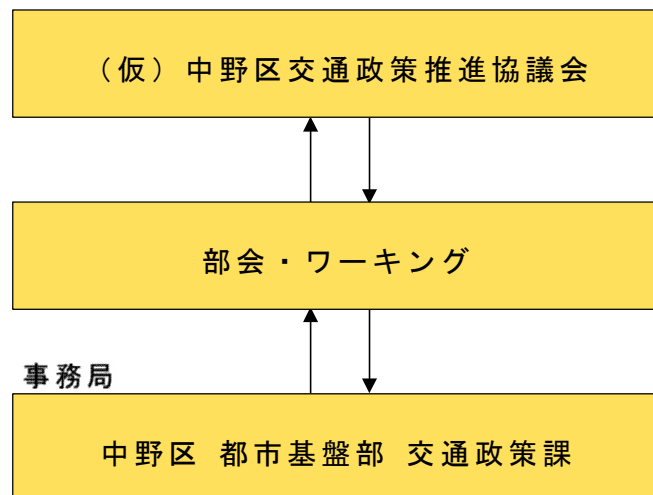 （仮）中野区交通政策推進協議会
部会・ワーキング
事務局
中野区 都市基盤部 交通政策課